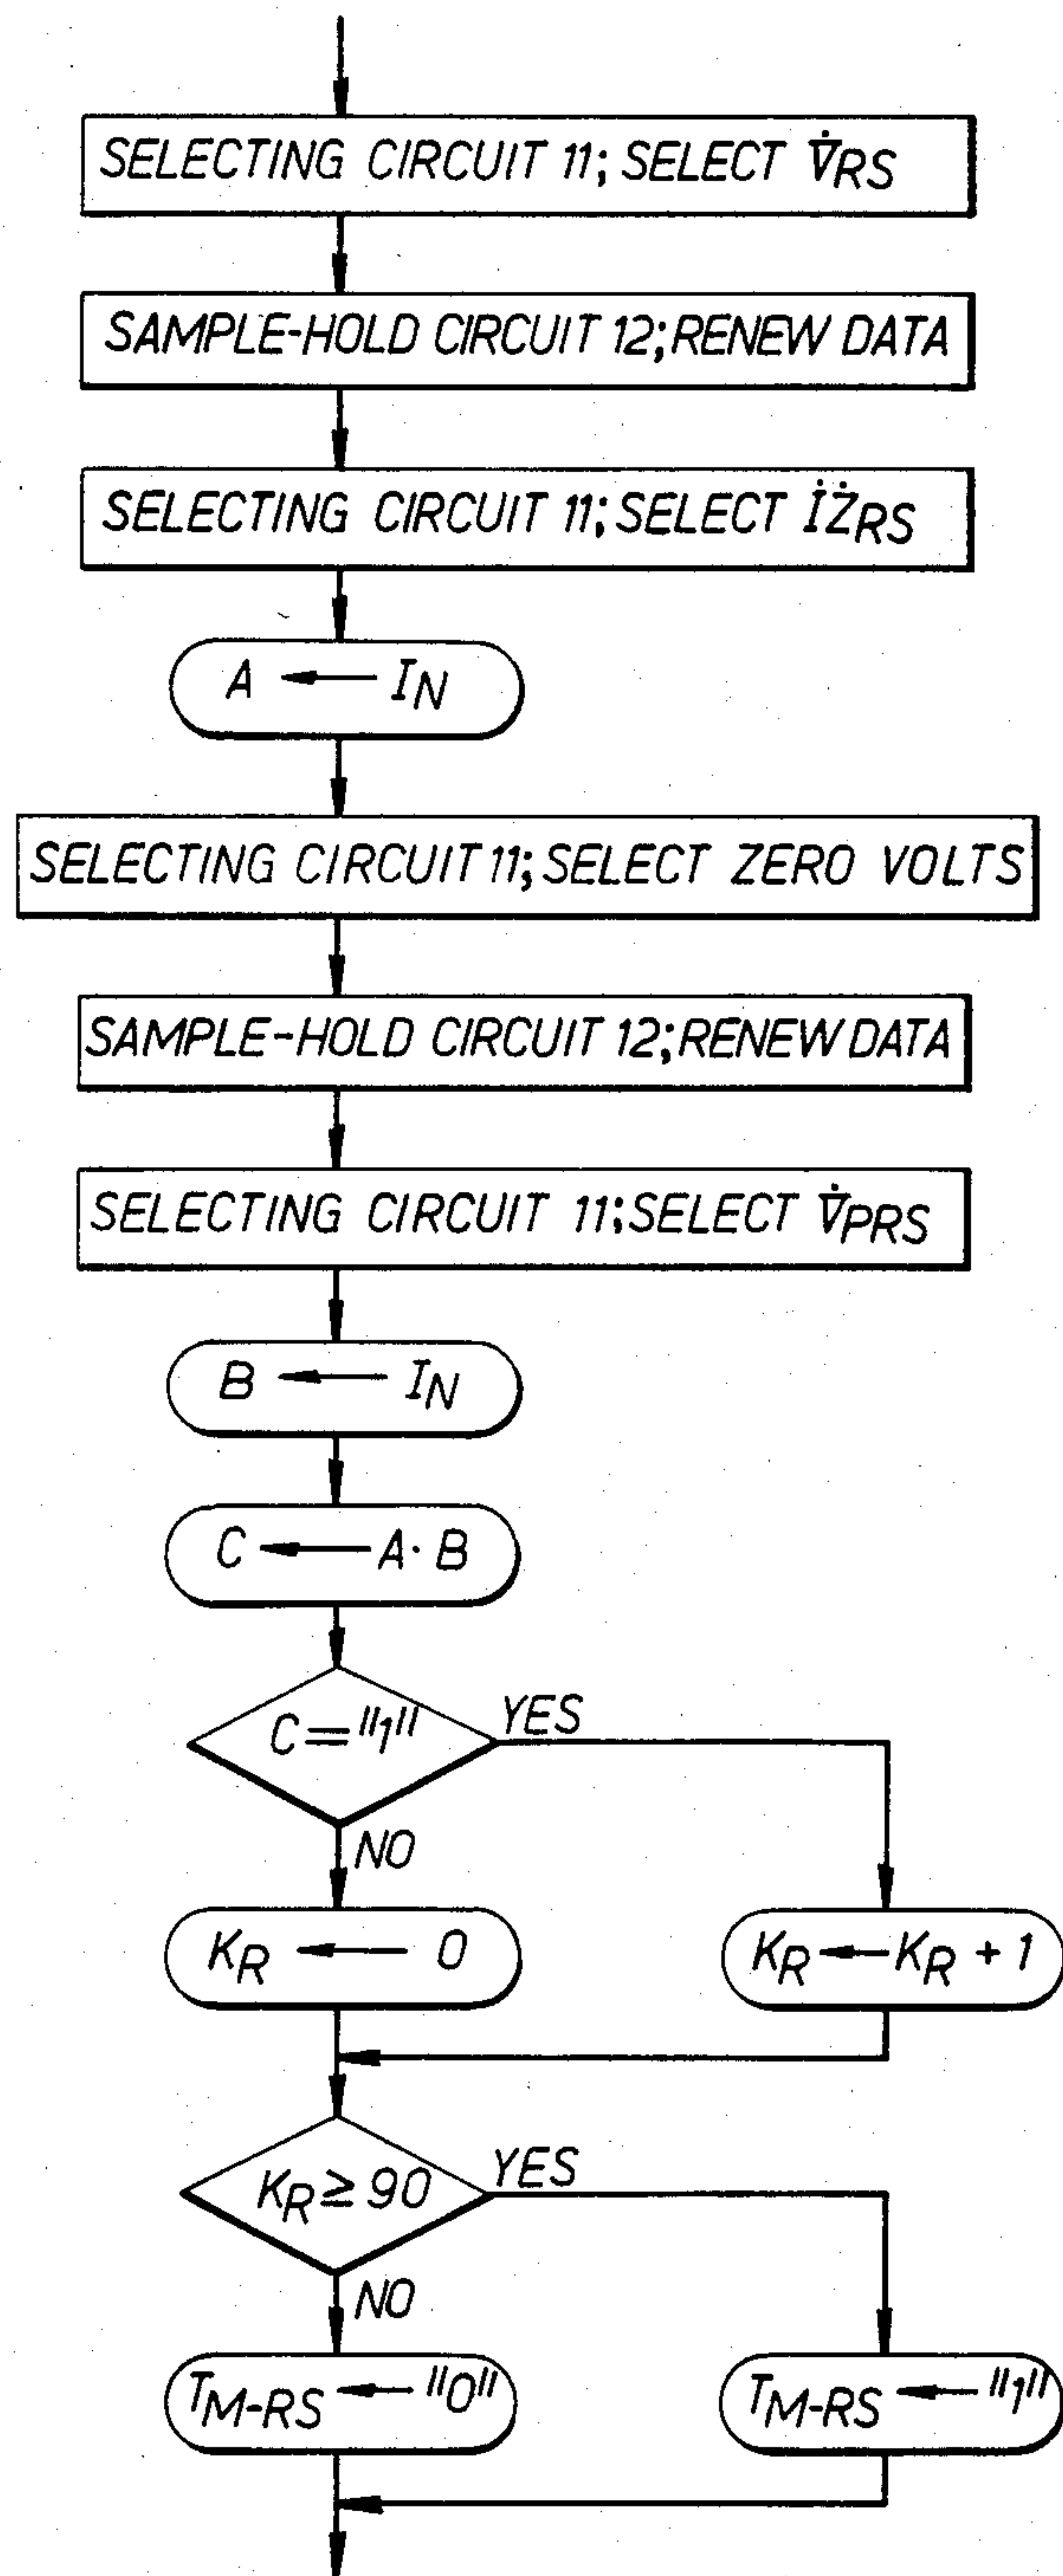 SELECTING CIRCUIT 11; SELECT V̇RS
SAMPLE-HOLD CIRCUIT 12; RENEW DATA
SELECTING CIRCUIT 11; SELECT İŻRS
A ← IN
SELECTING CIRCUIT 11; SELECT ZERO VOLTS
SAMPLE-HOLD CIRCUIT 12; RENEW DATA
SELECTING CIRCUIT 11; SELECT V̇PRS
B ← IN
C ← A·B
C="1"
YES
NO
KR ← 0
KR ← KR + 1
KR ≥ 90
YES
NO
TM-RS ← "0"
TM-RS ← "1"